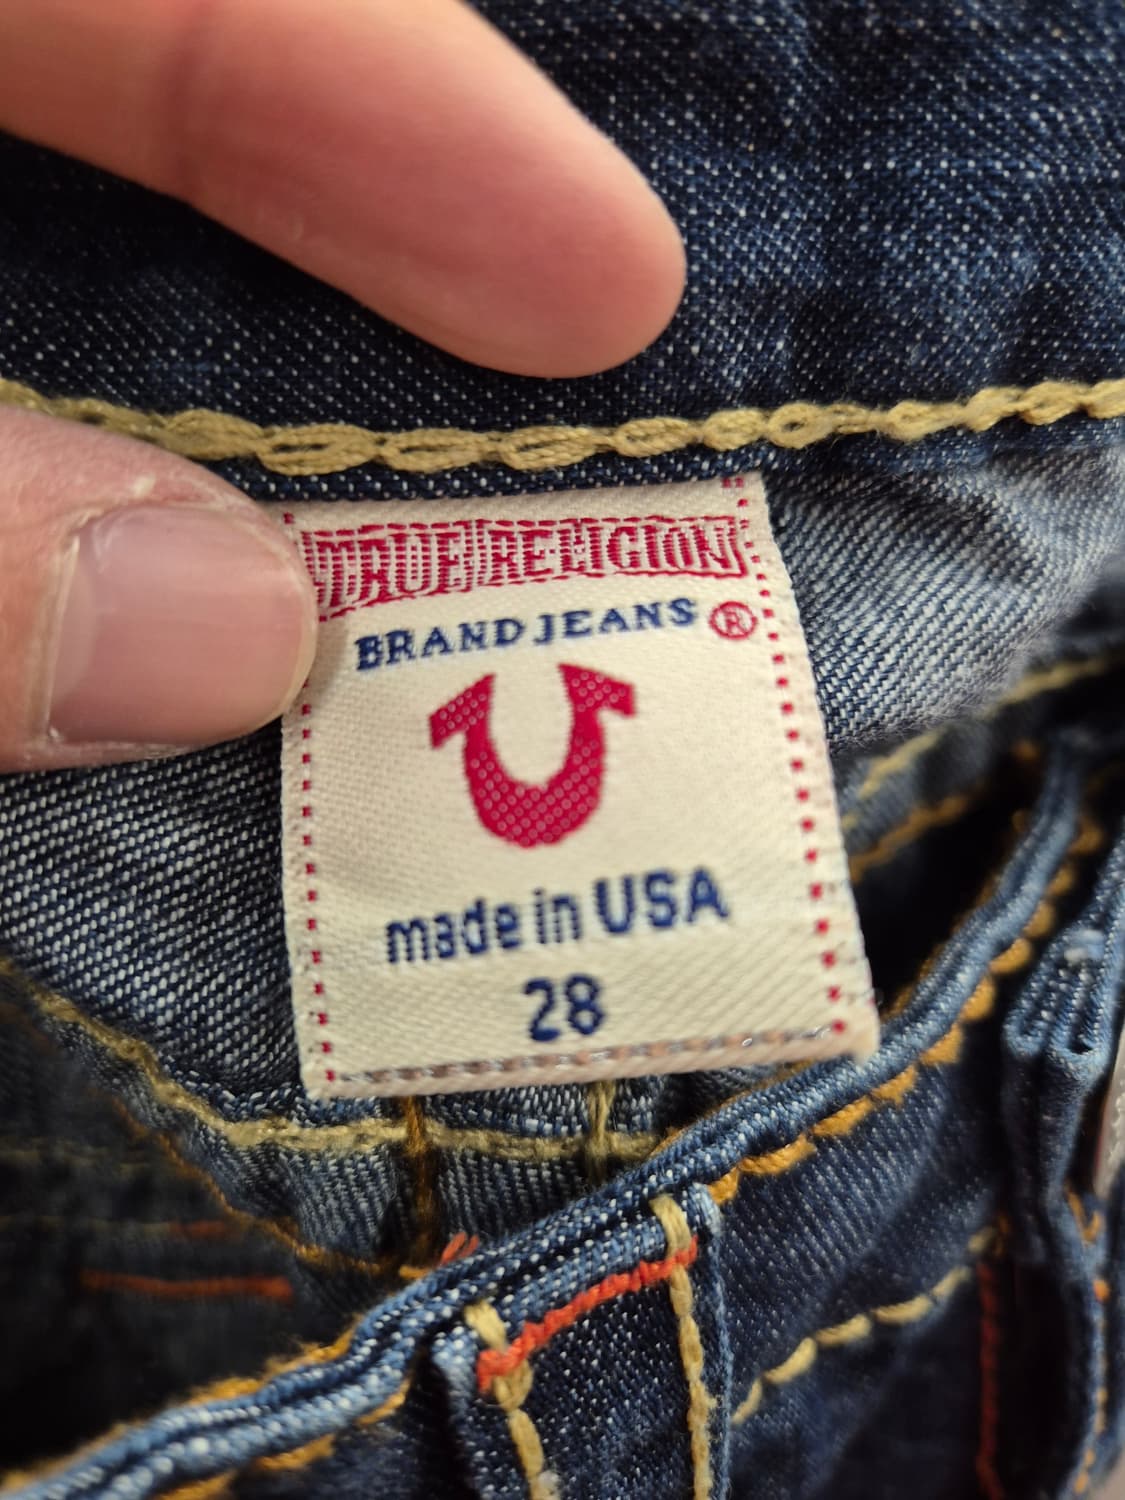 TRUE RELIGION
BRAND JEANS ®
made in USA
28